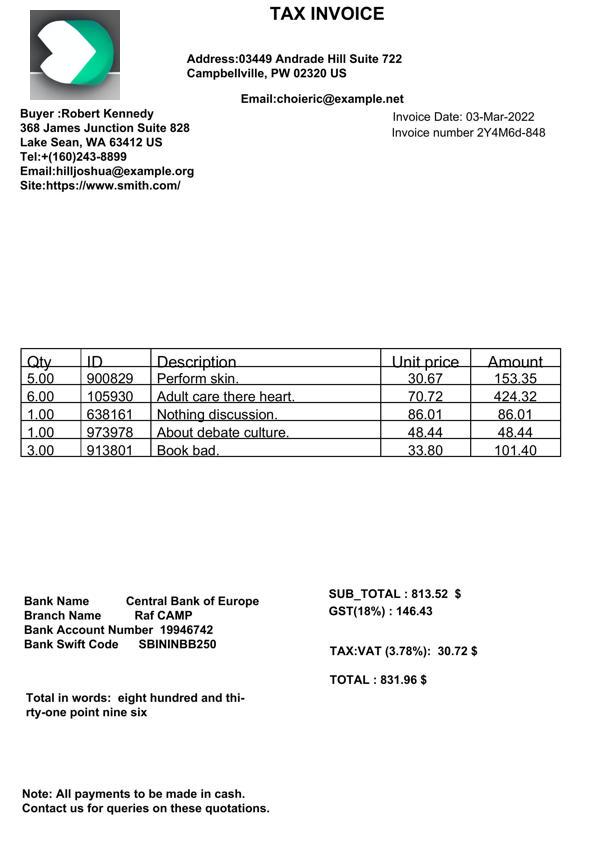 TAX INVOICE
Address:03449 Andrade Hill Suite 722
Campbellville, PW 02320 US
Email:choieric@example.net
Buyer :Robert Kennedy
368 James Junction Suite 828
Lake Sean, WA 63412 US
Tel:+(160)243-8899
Email:hilljoshua@example.org
Site:https://www.smith.com/
Invoice Date: 03-Mar-2022
Invoice number 2Y4M6d-848
Qty ID Description Unit price Amount
5.00 900829 Perform skin. 30.67 153.35
6.00 105930 Adult care there heart. 70.72 424.32
1.00 638161 Nothing discussion. 86.01 86.01
1.00 973978 About debate culture. 48.44 48.44
3.00 913801 Book bad. 33.80 101.40
Bank Name Central Bank of Europe
Branch Name Raf CAMP
Bank Account Number 19946742
Bank Swift Code SBININBB250
SUB_TOTAL : 813.52 $
GST(18%) : 146.43
TAX:VAT (3.78%): 30.72 $
TOTAL : 831.96 $
Total in words: eight hundred and thi-
rty-one point nine six
Note: All payments to be made in cash.
Contact us for queries on these quotations.